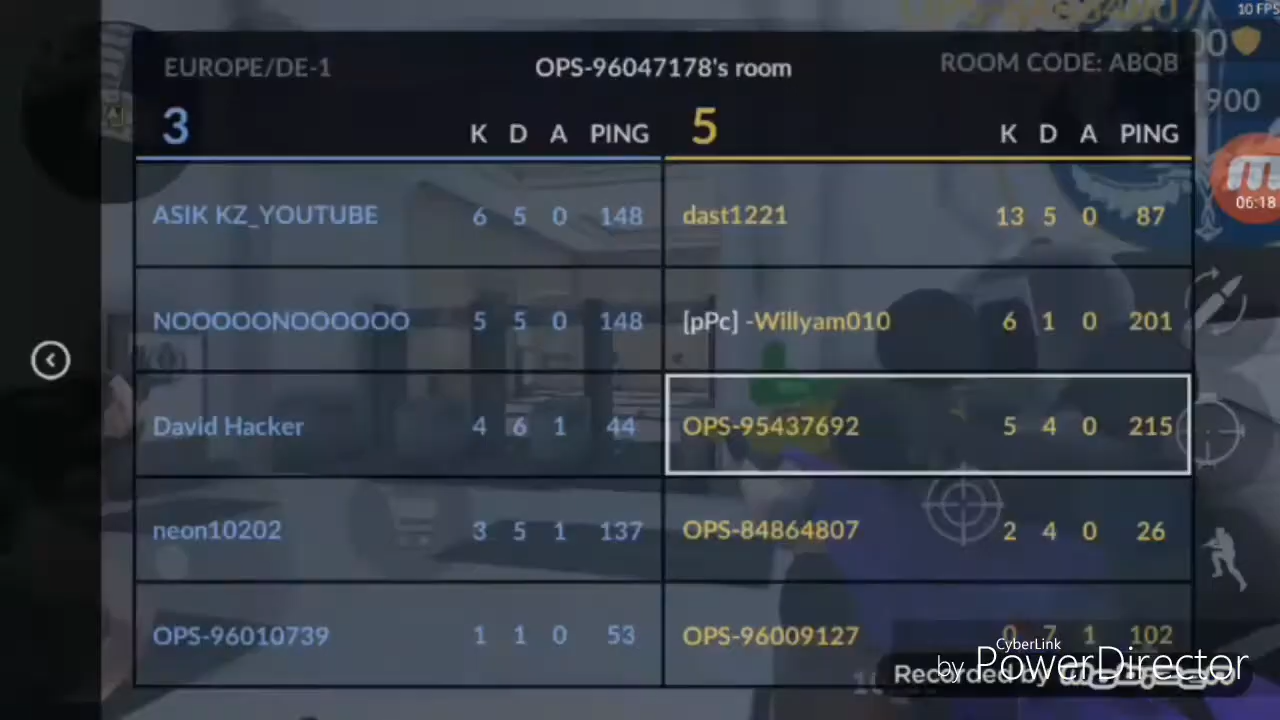 10 FPS
EUROPE/DE-1 OPS-96047178's room ROOM CODE: ABQB
3 K D A PING 5 K D A PING
900
06:18
ASIK KZ_YOUTUBE 6 5 0 148 dast1221 13 5 0 87
NOOOOONOOOOOO 5 5 0 148 [pPc] -Willyam010 6 1 0 201
David Hacker 4 6 1 44 OPS-95437692 5 4 0 215
neon10202 3 5 1 137 OPS-84864807 2 4 0 26
OPS-96010739 1 1 0 53 OPS-96009127 0 7 1 102
CyberLink
by PowerDirector
Recorded by